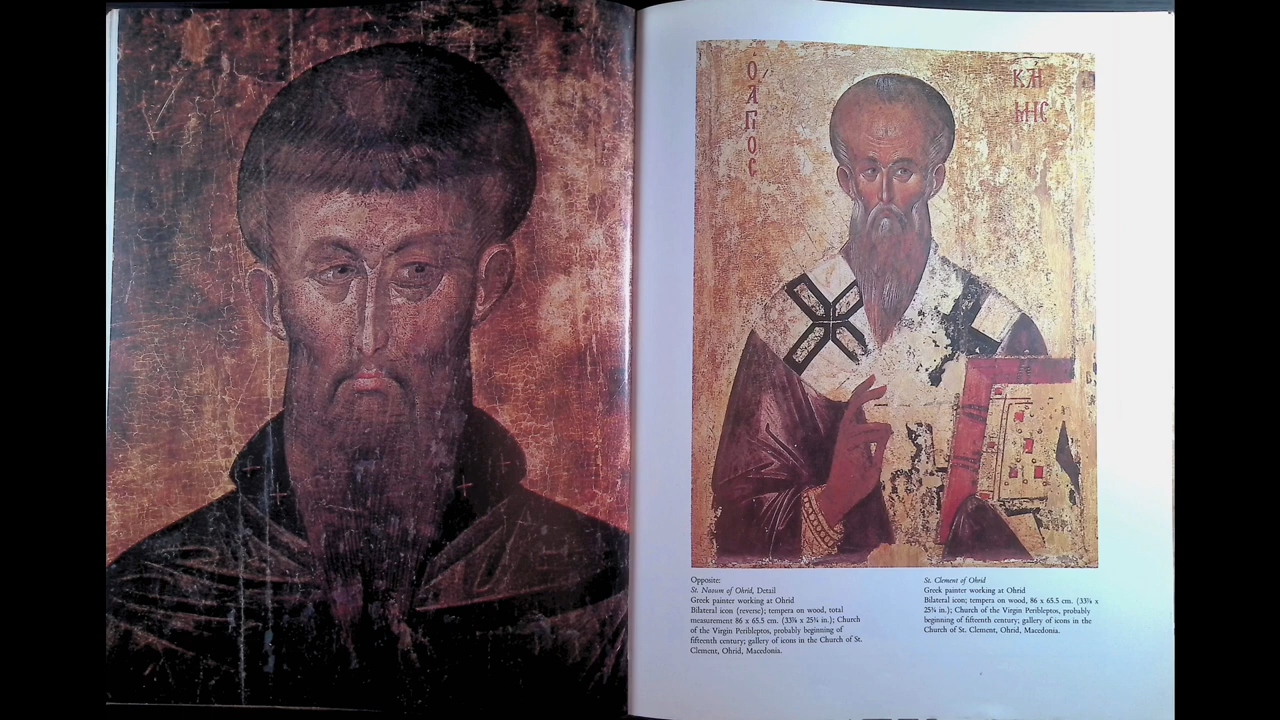 Ο
ΑΓΙΟC
ΚΛΗ
ΜΗC
Opposite:
St. Naoum of Ohrid, Detail
Greek painter working at Ohrid
Bilateral icon (reverse); tempera on wood, total
measurement 86 x 65.5 cm. (33⅞ x 25¾ in.); Church
of the Virgin Peribleptos, probably beginning of
fifteenth century; gallery of icons in the Church of St.
Clement, Ohrid, Macedonia.
St. Clement of Ohrid
Greek painter working at Ohrid
Bilateral icon; tempera on wood, 86 x 65.5 cm. (33⅞ x
25¾ in.); Church of the Virgin Peribleptos, probably
beginning of fifteenth century; gallery of icons in the
Church of St. Clement, Ohrid, Macedonia.